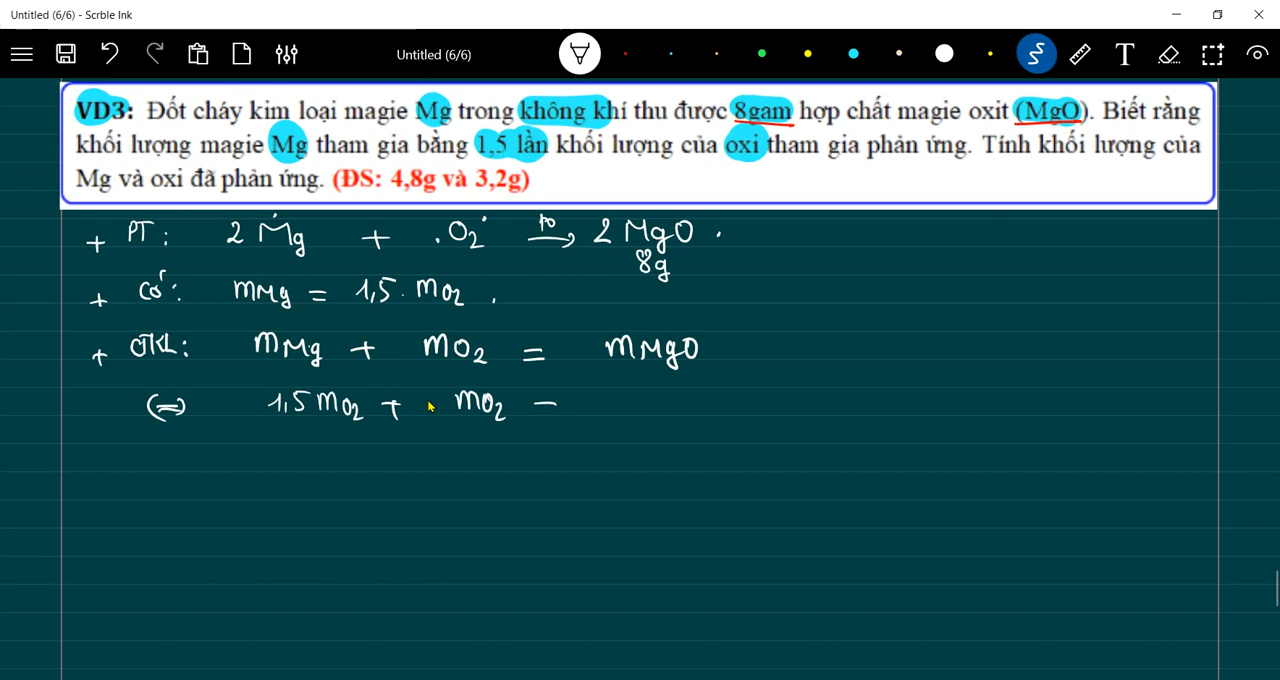 Untitled (6/6) - Scrble Ink
Untitled (6/6)
T
VD3: Đốt cháy kim loại magie Mg trong không khí thu được 8gam hợp chất magie oxit (MgO). Biết rằng
khối lượng magie Mg tham gia bằng 1,5 lần khối lượng của oxi tham gia phản ứng. Tính khối lượng của
Mg và oxi đã phản ứng. (ĐS: 4,8g và 3,2g)
+ PT: 2 Mg + O2 t° → 2 MgO.
8g
+ Có: mMg = 1,5. mO2.
+ ĐLKL: mMg + mO2 = mMgO
(=) 1,5 mO2 + mO2 =